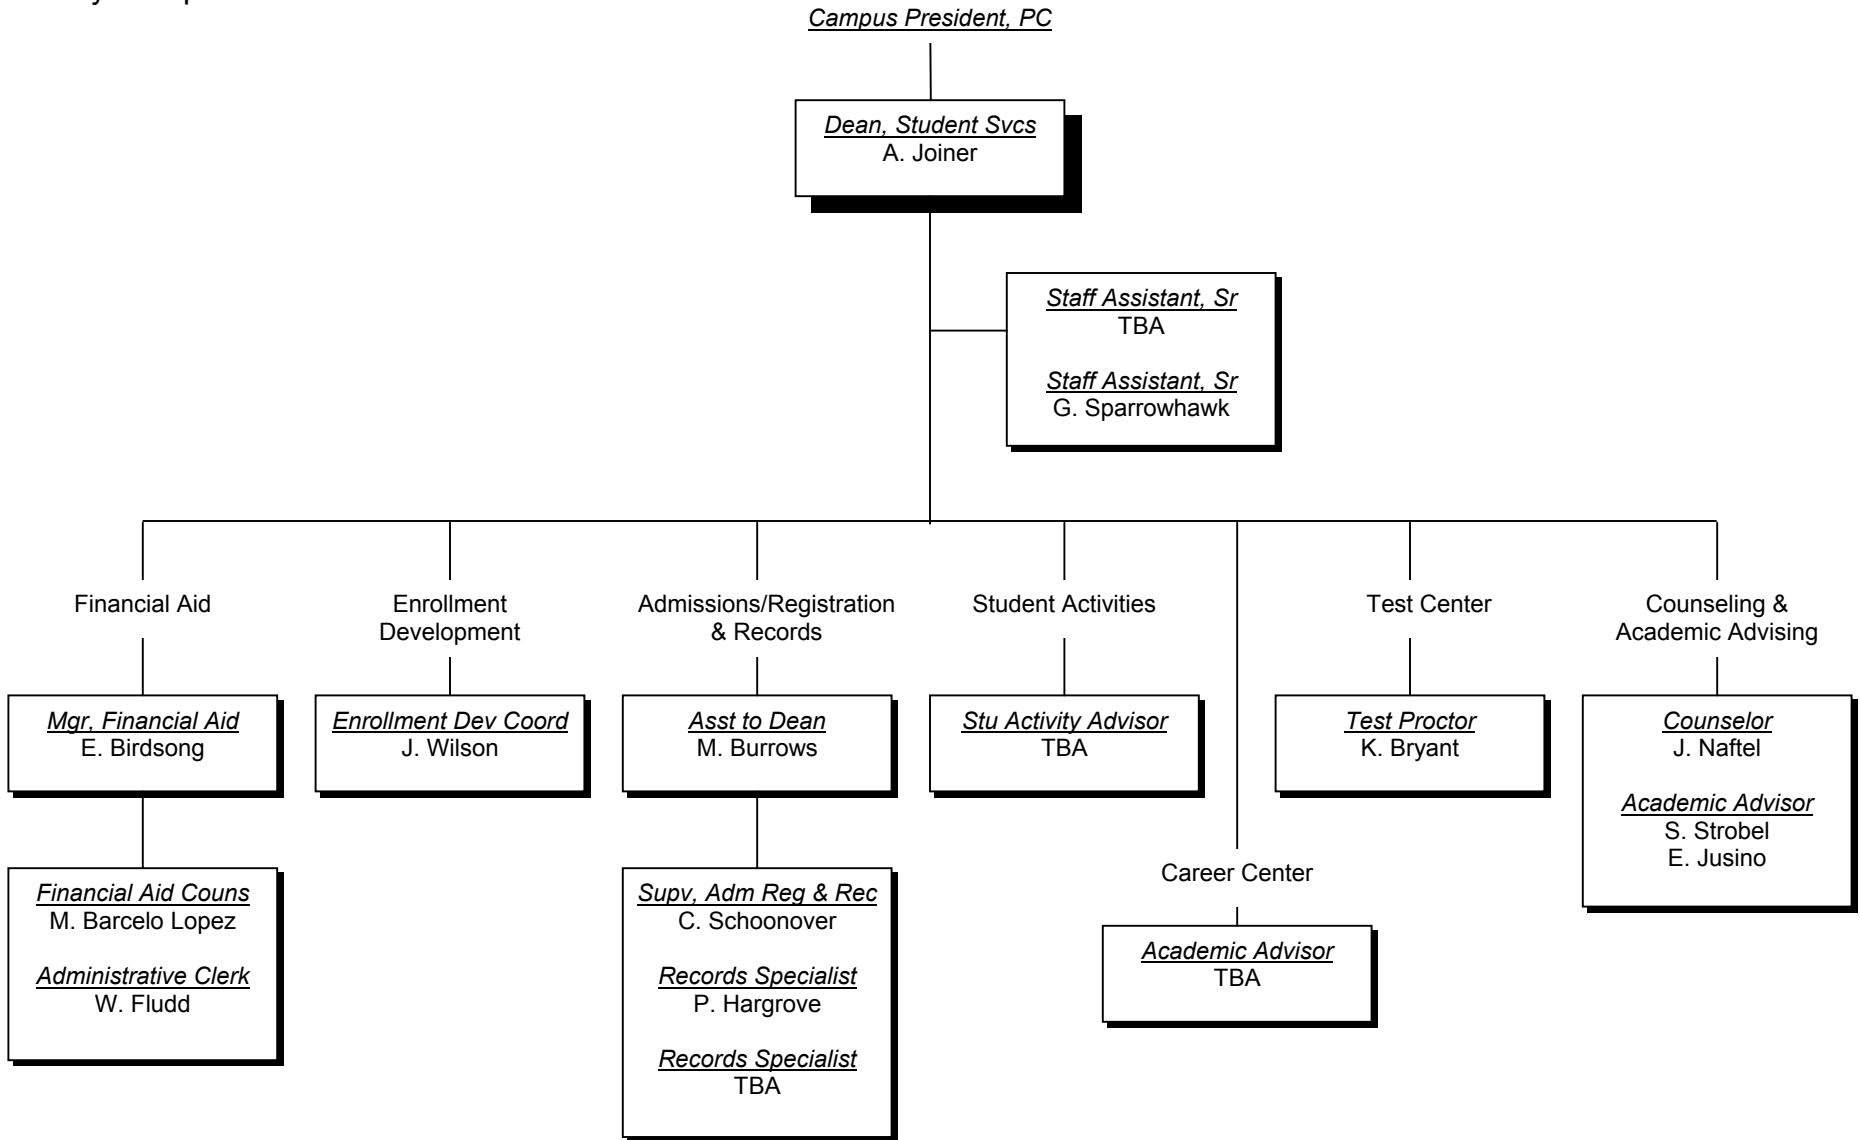 Campus President, PC
Dean, Student Svcs
A. Joiner
Staff Assistant, Sr
TBA
Staff Assistant, Sr
G. Sparrowhawk
Financial Aid
Enrollment
Development
Admissions/Registration
& Records
Student Activities
Test Center
Counseling &
Academic Advising
Mgr, Financial Aid
E. Birdsong
Enrollment Dev Coord
J. Wilson
Asst to Dean
M. Burrows
Stu Activity Advisor
TBA
Test Proctor
K. Bryant
Counselor
J. Naftel
Academic Advisor
S. Strobel
E. Jusino
Financial Aid Couns
M. Barcelo Lopez
Administrative Clerk
W. Fludd
Supv, Adm Reg & Rec
C. Schoonover
Records Specialist
P. Hargrove
Records Specialist
TBA
Career Center
Academic Advisor
TBA